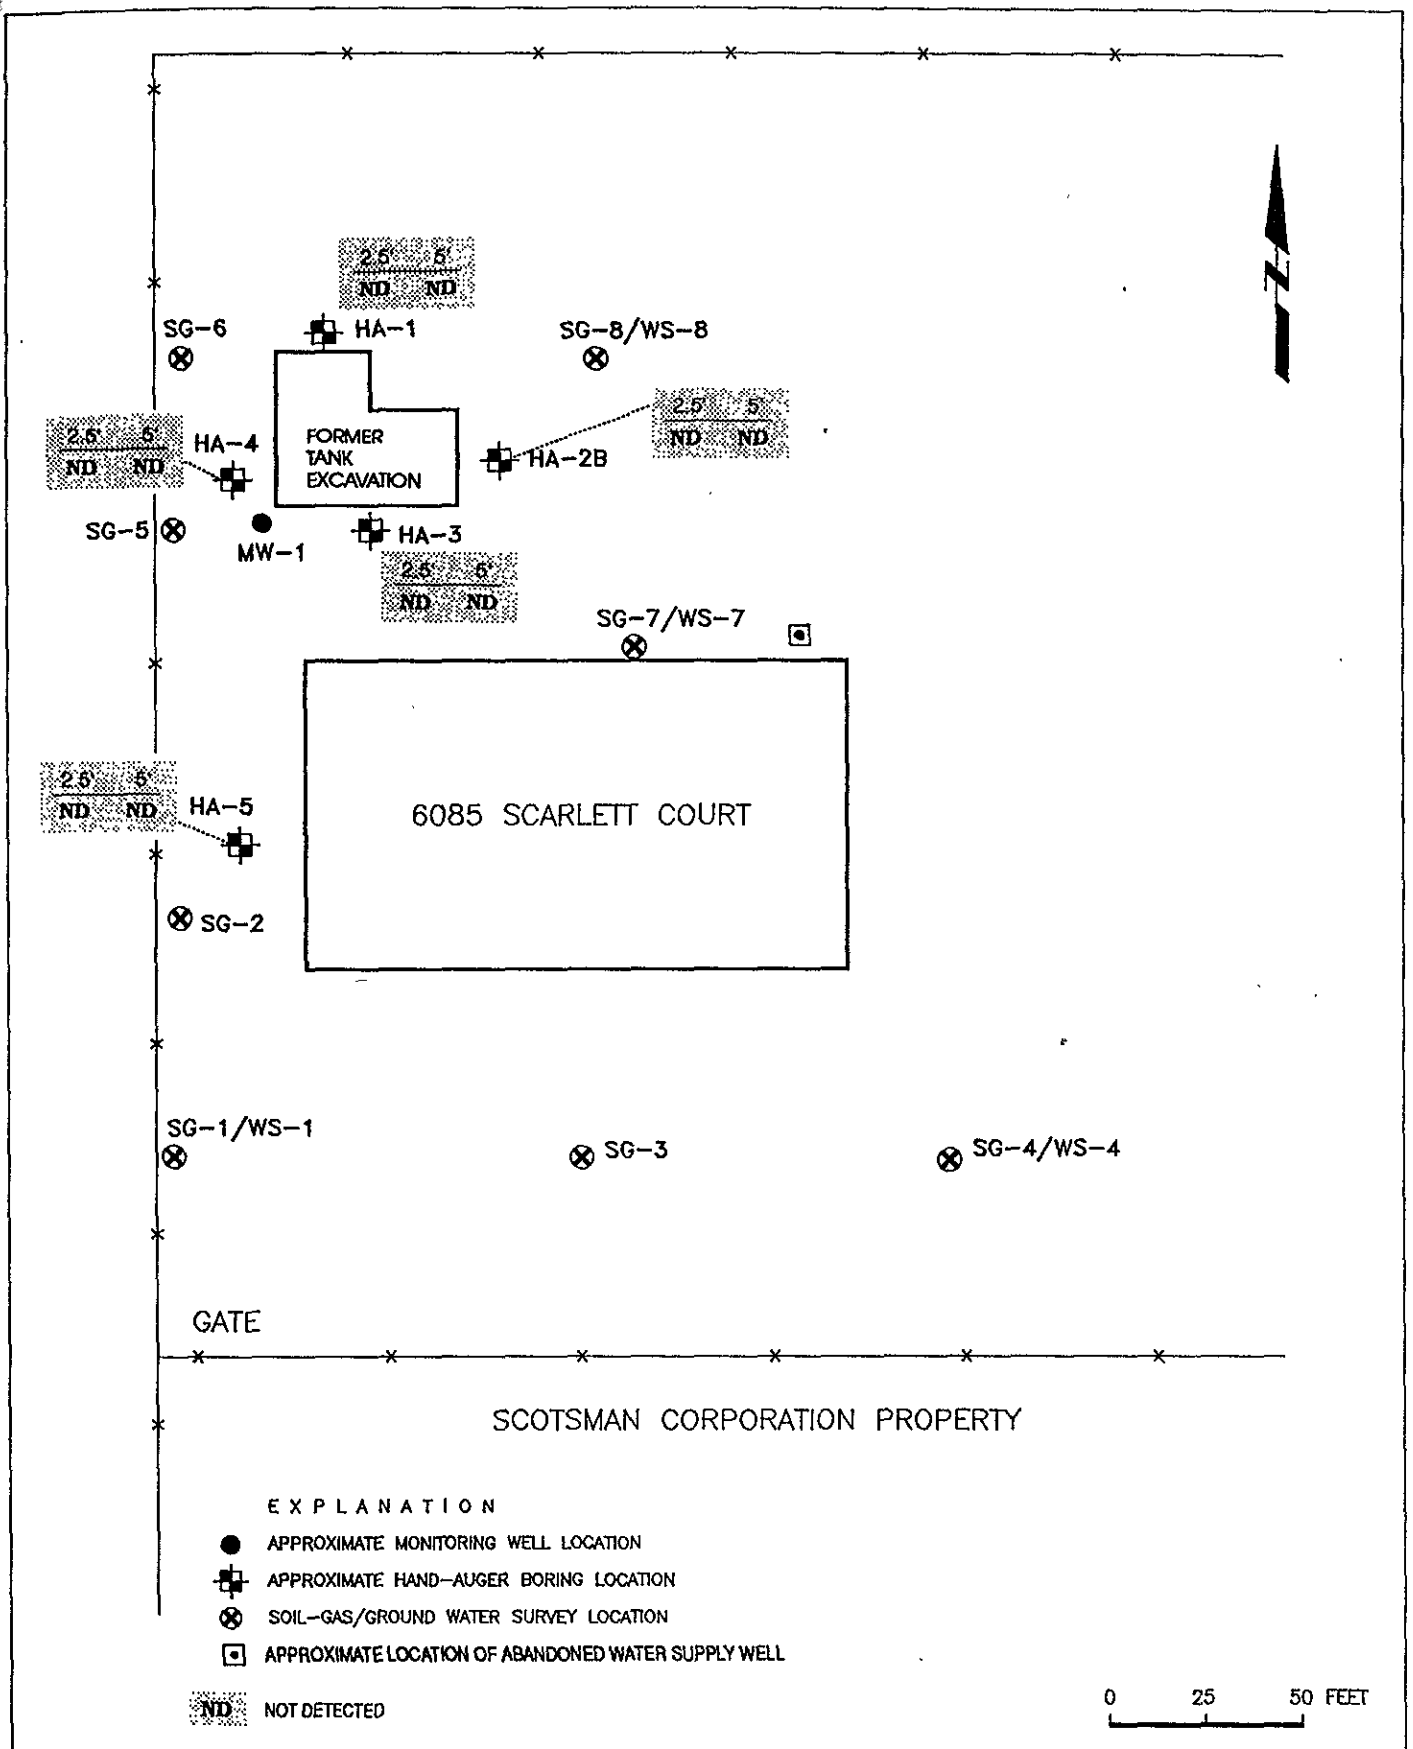 2.5' 5'
ND ND
N
SG-6
HA-1
SG-8/WS-8
2.5' 5'
ND ND
2.5' 5'
ND ND
HA-4
FORMER
TANK
EXCAVATION
HA-2B
SG-5
MW-1
HA-3
2.5' 5'
ND ND
SG-7/WS-7
2.5' 5'
ND ND
HA-5
6085 SCARLETT COURT
SG-2
SG-1/WS-1
SG-3
SG-4/WS-4
GATE
SCOTSMAN CORPORATION PROPERTY
EXPLANATION
APPROXIMATE MONITORING WELL LOCATION
APPROXIMATE HAND-AUGER BORING LOCATION
SOIL-GAS/GROUND WATER SURVEY LOCATION
APPROXIMATE LOCATION OF ABANDONED WATER SUPPLY WELL
ND NOT DETECTED
0 25 50 FEET